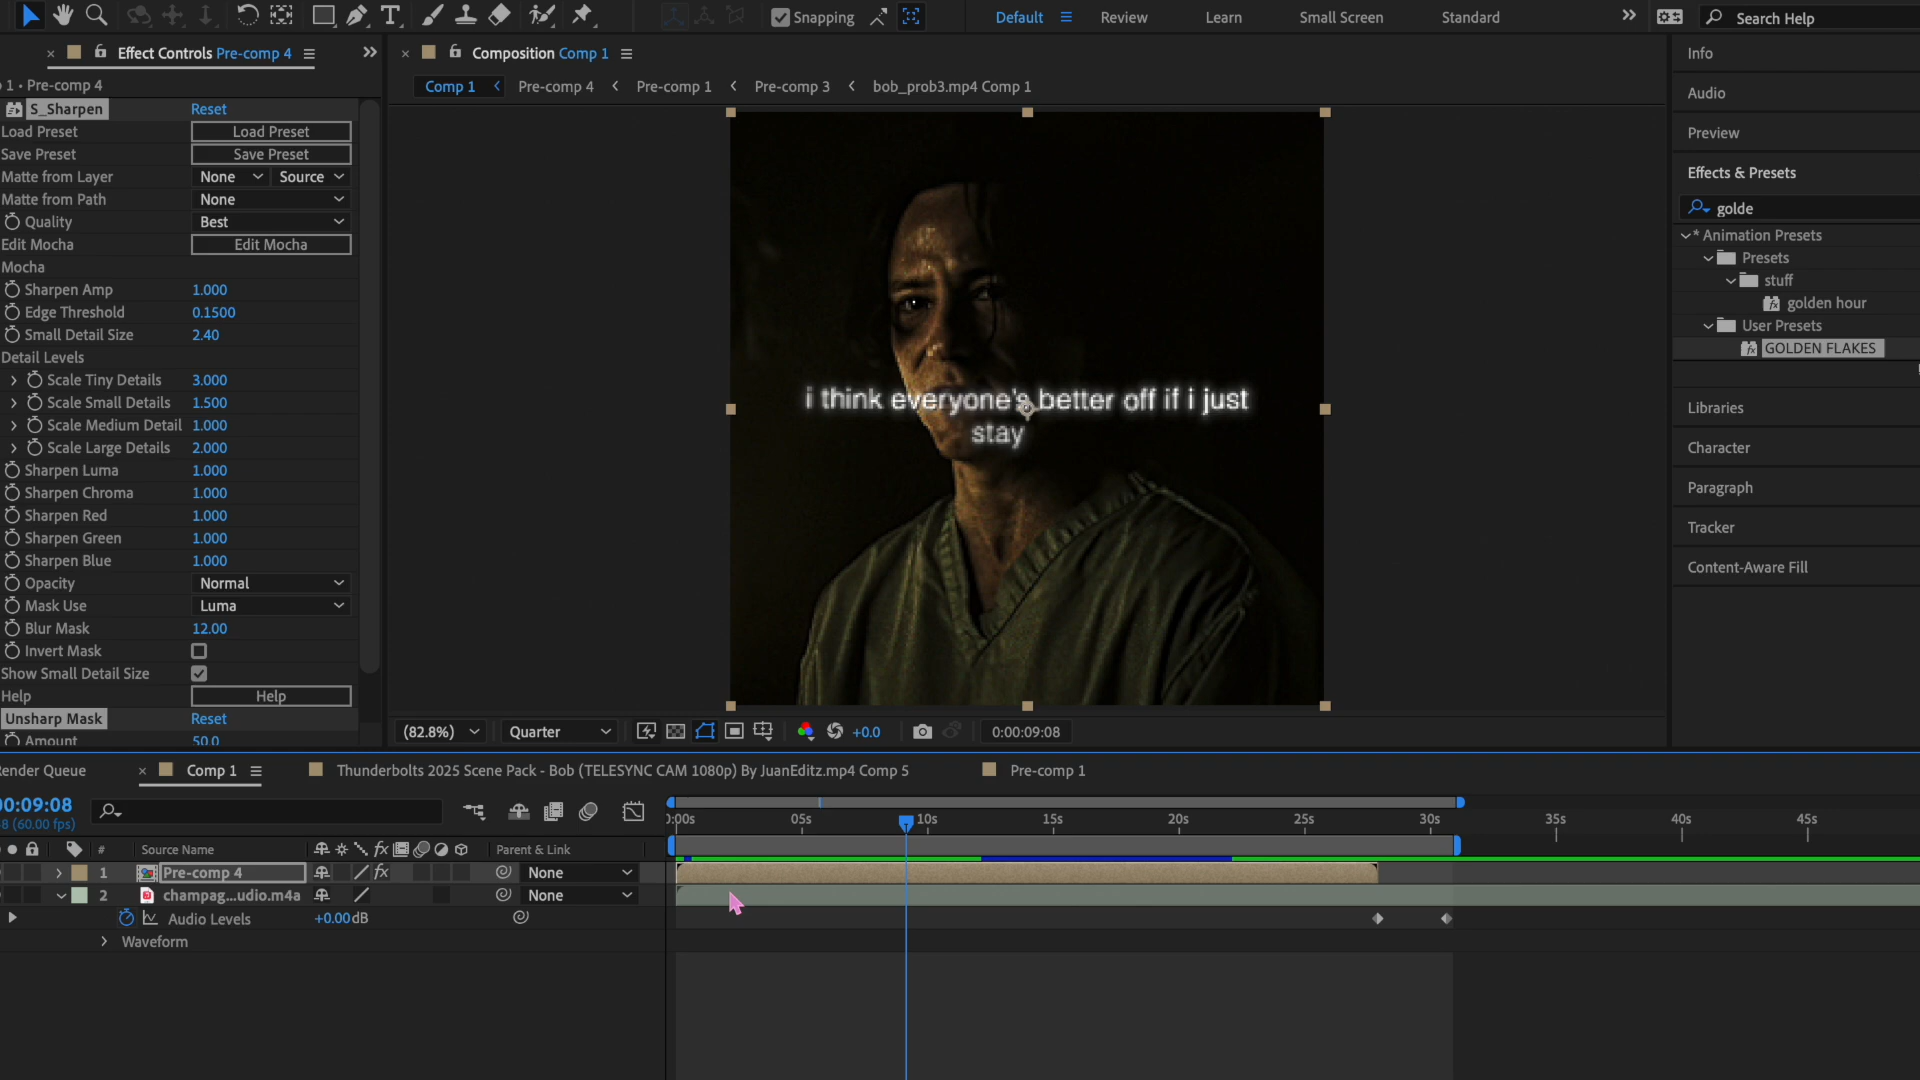 Snapping
Default
Review
Learn
Small Screen
Standard
Search Help
Effect Controls Pre-comp 4
1 • Pre-comp 4
S_Sharpen Reset
Load Preset Load Preset
Save Preset Save Preset
Matte from Layer None Source
Matte from Path None
Quality Best
Edit Mocha Edit Mocha
Mocha
Sharpen Amp 1.000
Edge Threshold 0.1500
Small Detail Size 2.40
Detail Levels
Scale Tiny Details 3.000
Scale Small Details 1.500
Scale Medium Detail 1.000
Scale Large Details 2.000
Sharpen Luma 1.000
Sharpen Chroma 1.000
Sharpen Red 1.000
Sharpen Green 1.000
Sharpen Blue 1.000
Opacity Normal
Mask Use Luma
Blur Mask 12.00
Invert Mask
Show Small Detail Size
Help Help
Unsharp Mask Reset
Amount 50.0
Composition Comp 1
Comp 1 Pre-comp 4 Pre-comp 1 Pre-comp 3 bob_prob3.mp4 Comp 1
i think everyone's better off if i just
stay
(82.8%) Quarter +0.0 0:00:09:08
Info
Audio
Preview
Effects & Presets
golde
* Animation Presets
Presets
stuff
golden hour
User Presets
GOLDEN FLAKES
Libraries
Character
Paragraph
Tracker
Content-Aware Fill
ender Queue
Comp 1
Thunderbolts 2025 Scene Pack - Bob (TELESYNC CAM 1080p) By JuanEditz.mp4 Comp 5
Pre-comp 1
00:09:08
8 (60.00 fps)
:00s 05s 10s 15s 20s 25s 30s 35s 40s 45s
# Source Name fx Parent & Link
1 Pre-comp 4 fx None
2 champag...udio.m4a None
Audio Levels +0.00dB
Waveform